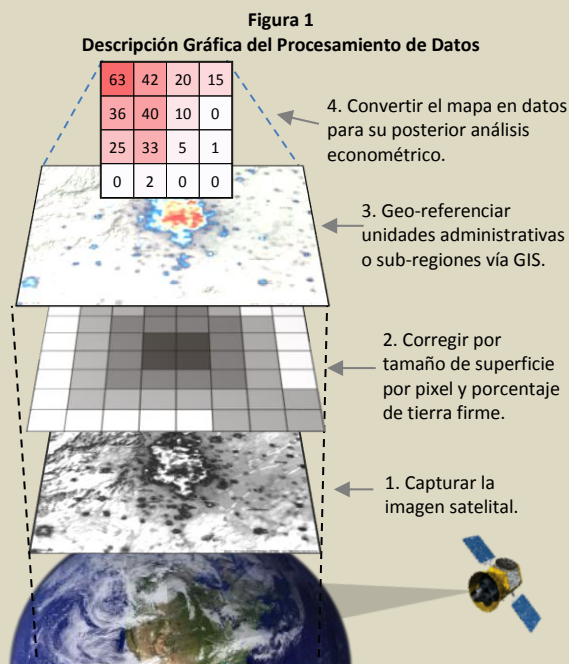 Figura 1
Descripción Gráfica del Procesamiento de Datos
63 42 20 15
36 40 10 0
25 33 5 1
0 2 0 0
4. Convertir el mapa en datos
para su posterior análisis
econométrico.
3. Geo-referenciar
unidades administrativas
o sub-regiones vía GIS.
2. Corregir por
tamaño de superficie
por pixel y porcentaje
de tierra firme.
1. Capturar la
imagen satelital.